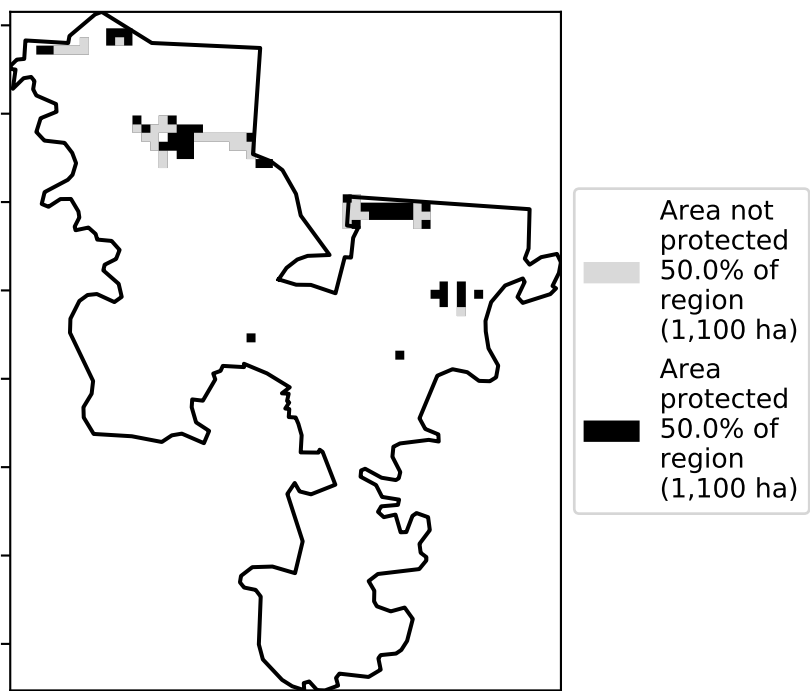 Area not
protected
50.0% of
region
(1,100 ha)
Area
protected
50.0% of
region
(1,100 ha)